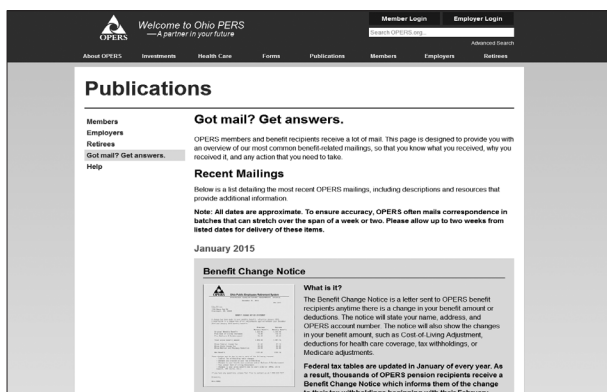 Welcome to Ohio PERS
—A partner in your future
OPERS
Member Login
Employer Login
Search OPERS.org...
Advanced Search
About OPERS Investments Health Care Forms Publications Members Employers Retirees
Publications
Members
Employers
Retirees
Got mail? Get answers.
Help
Got mail? Get answers.
OPERS members and benefit recipients receive a lot of mail. This page is designed to provide you with
an overview of our most common benefit-related mailings, so that you know what you received, why you
received it, and any action that you need to take.
Recent Mailings
Below is a list detailing the most recent OPERS mailings, including descriptions and resources that
provide additional information.
Note: All dates are approximate. To ensure accuracy, OPERS often mails correspondence in
batches that can stretch over the span of a week or two. Please allow up to two weeks from
listed dates for delivery of these items.
January 2015
Benefit Change Notice
What is it?
The Benefit Change Notice is a letter sent to OPERS benefit
recipients anytime there is a change in your benefit amount or
deductions. The notice will state your name, address, and
OPERS account number. The notice will also show the changes
in your benefit amount, such as Cost-of-Living Adjustment,
deductions for health care coverage, tax withholdings, or
Medicare adjustments.
Federal tax tables are updated in January of every year. As
a result, thousands of OPERS pension recipients receive a
Benefit Change Notice which informs them of the change
to their tax withholdings beginning with their February